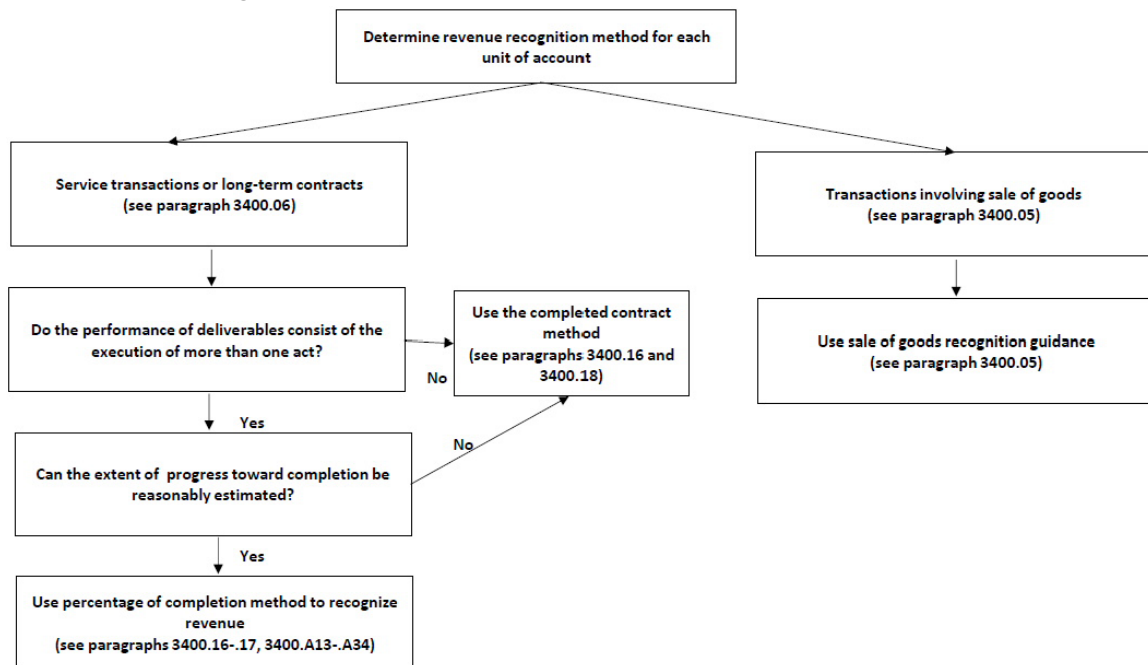 Determine revenue recognition method for each
unit of account
Service transactions or long-term contracts
(see paragraph 3400.06)
Transactions involving sale of goods
(see paragraph 3400.05)
Do the performance of deliverables consist of the
execution of more than one act?
No
Use the completed contract
method
(see paragraphs 3400.16 and
3400.18)
Use sale of goods recognition guidance
(see paragraph 3400.05)
Yes
Can the extent of progress toward completion be
reasonably estimated?
No
Yes
Use percentage of completion method to recognize
revenue
(see paragraphs 3400.16-.17, 3400.A13-.A34)